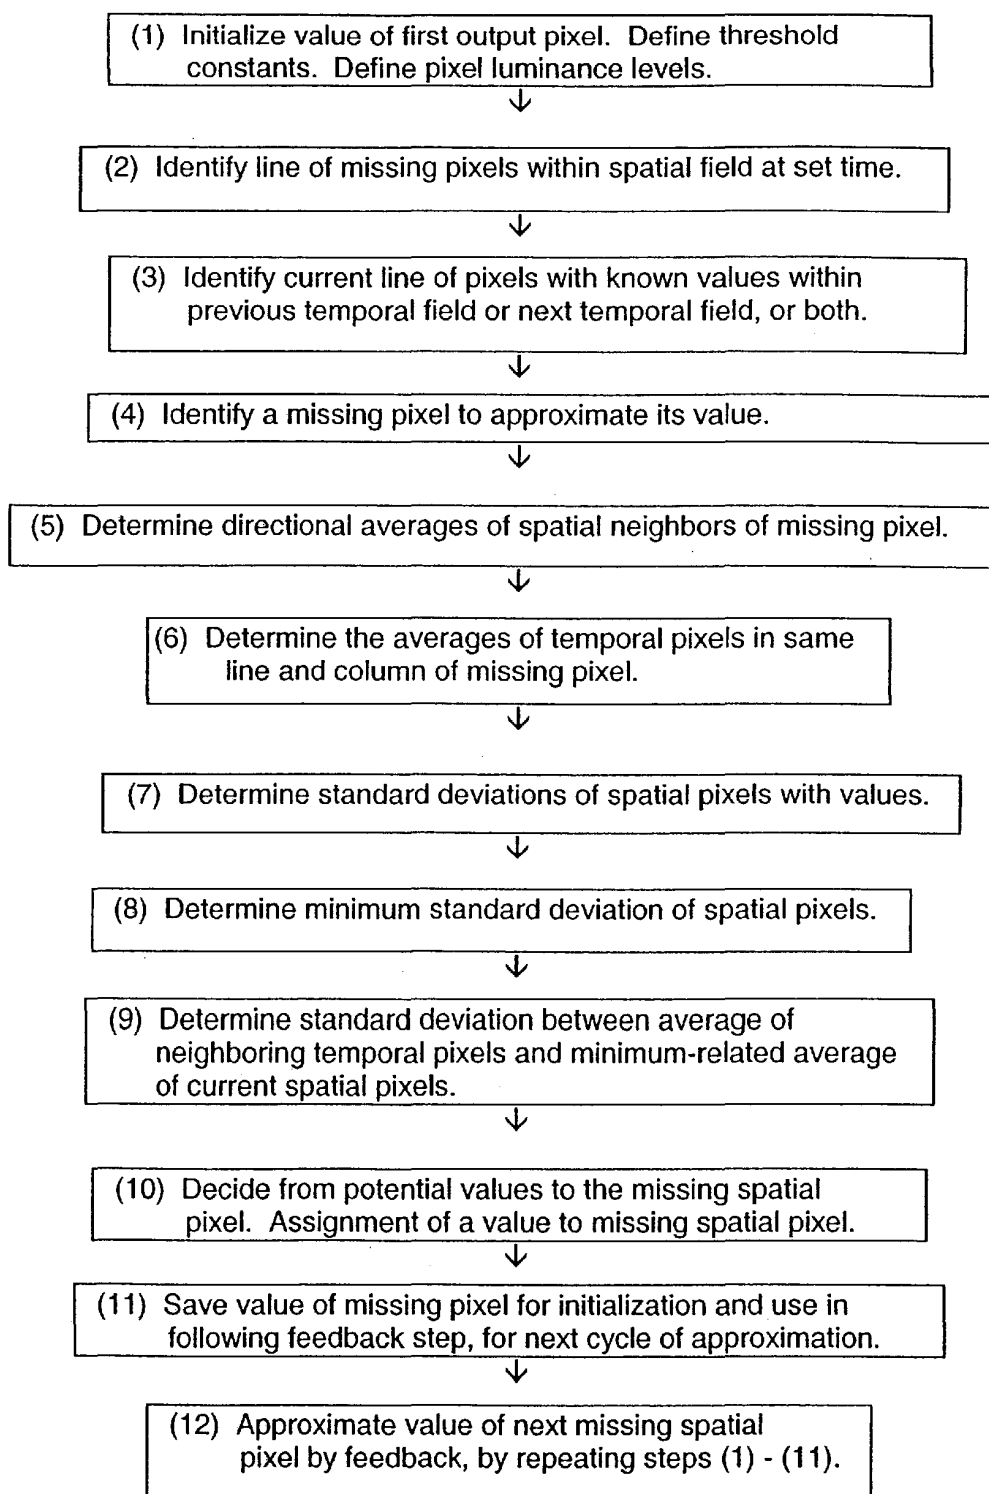 (1) Initialize value of first output pixel. Define threshold
constants. Define pixel luminance levels.
(2) Identify line of missing pixels within spatial field at set time.
(3) Identify current line of pixels with known values within
previous temporal field or next temporal field, or both.
(4) Identify a missing pixel to approximate its value.
(5) Determine directional averages of spatial neighbors of missing pixel.
(6) Determine the averages of temporal pixels in same
line and column of missing pixel.
(7) Determine standard deviations of spatial pixels with values.
(8) Determine minimum standard deviation of spatial pixels.
(9) Determine standard deviation between average of
neighboring temporal pixels and minimum-related average
of current spatial pixels.
(10) Decide from potential values to the missing spatial
pixel. Assignment of a value to missing spatial pixel.
(11) Save value of missing pixel for initialization and use in
following feedback step, for next cycle of approximation.
(12) Approximate value of next missing spatial
pixel by feedback, by repeating steps (1) - (11).